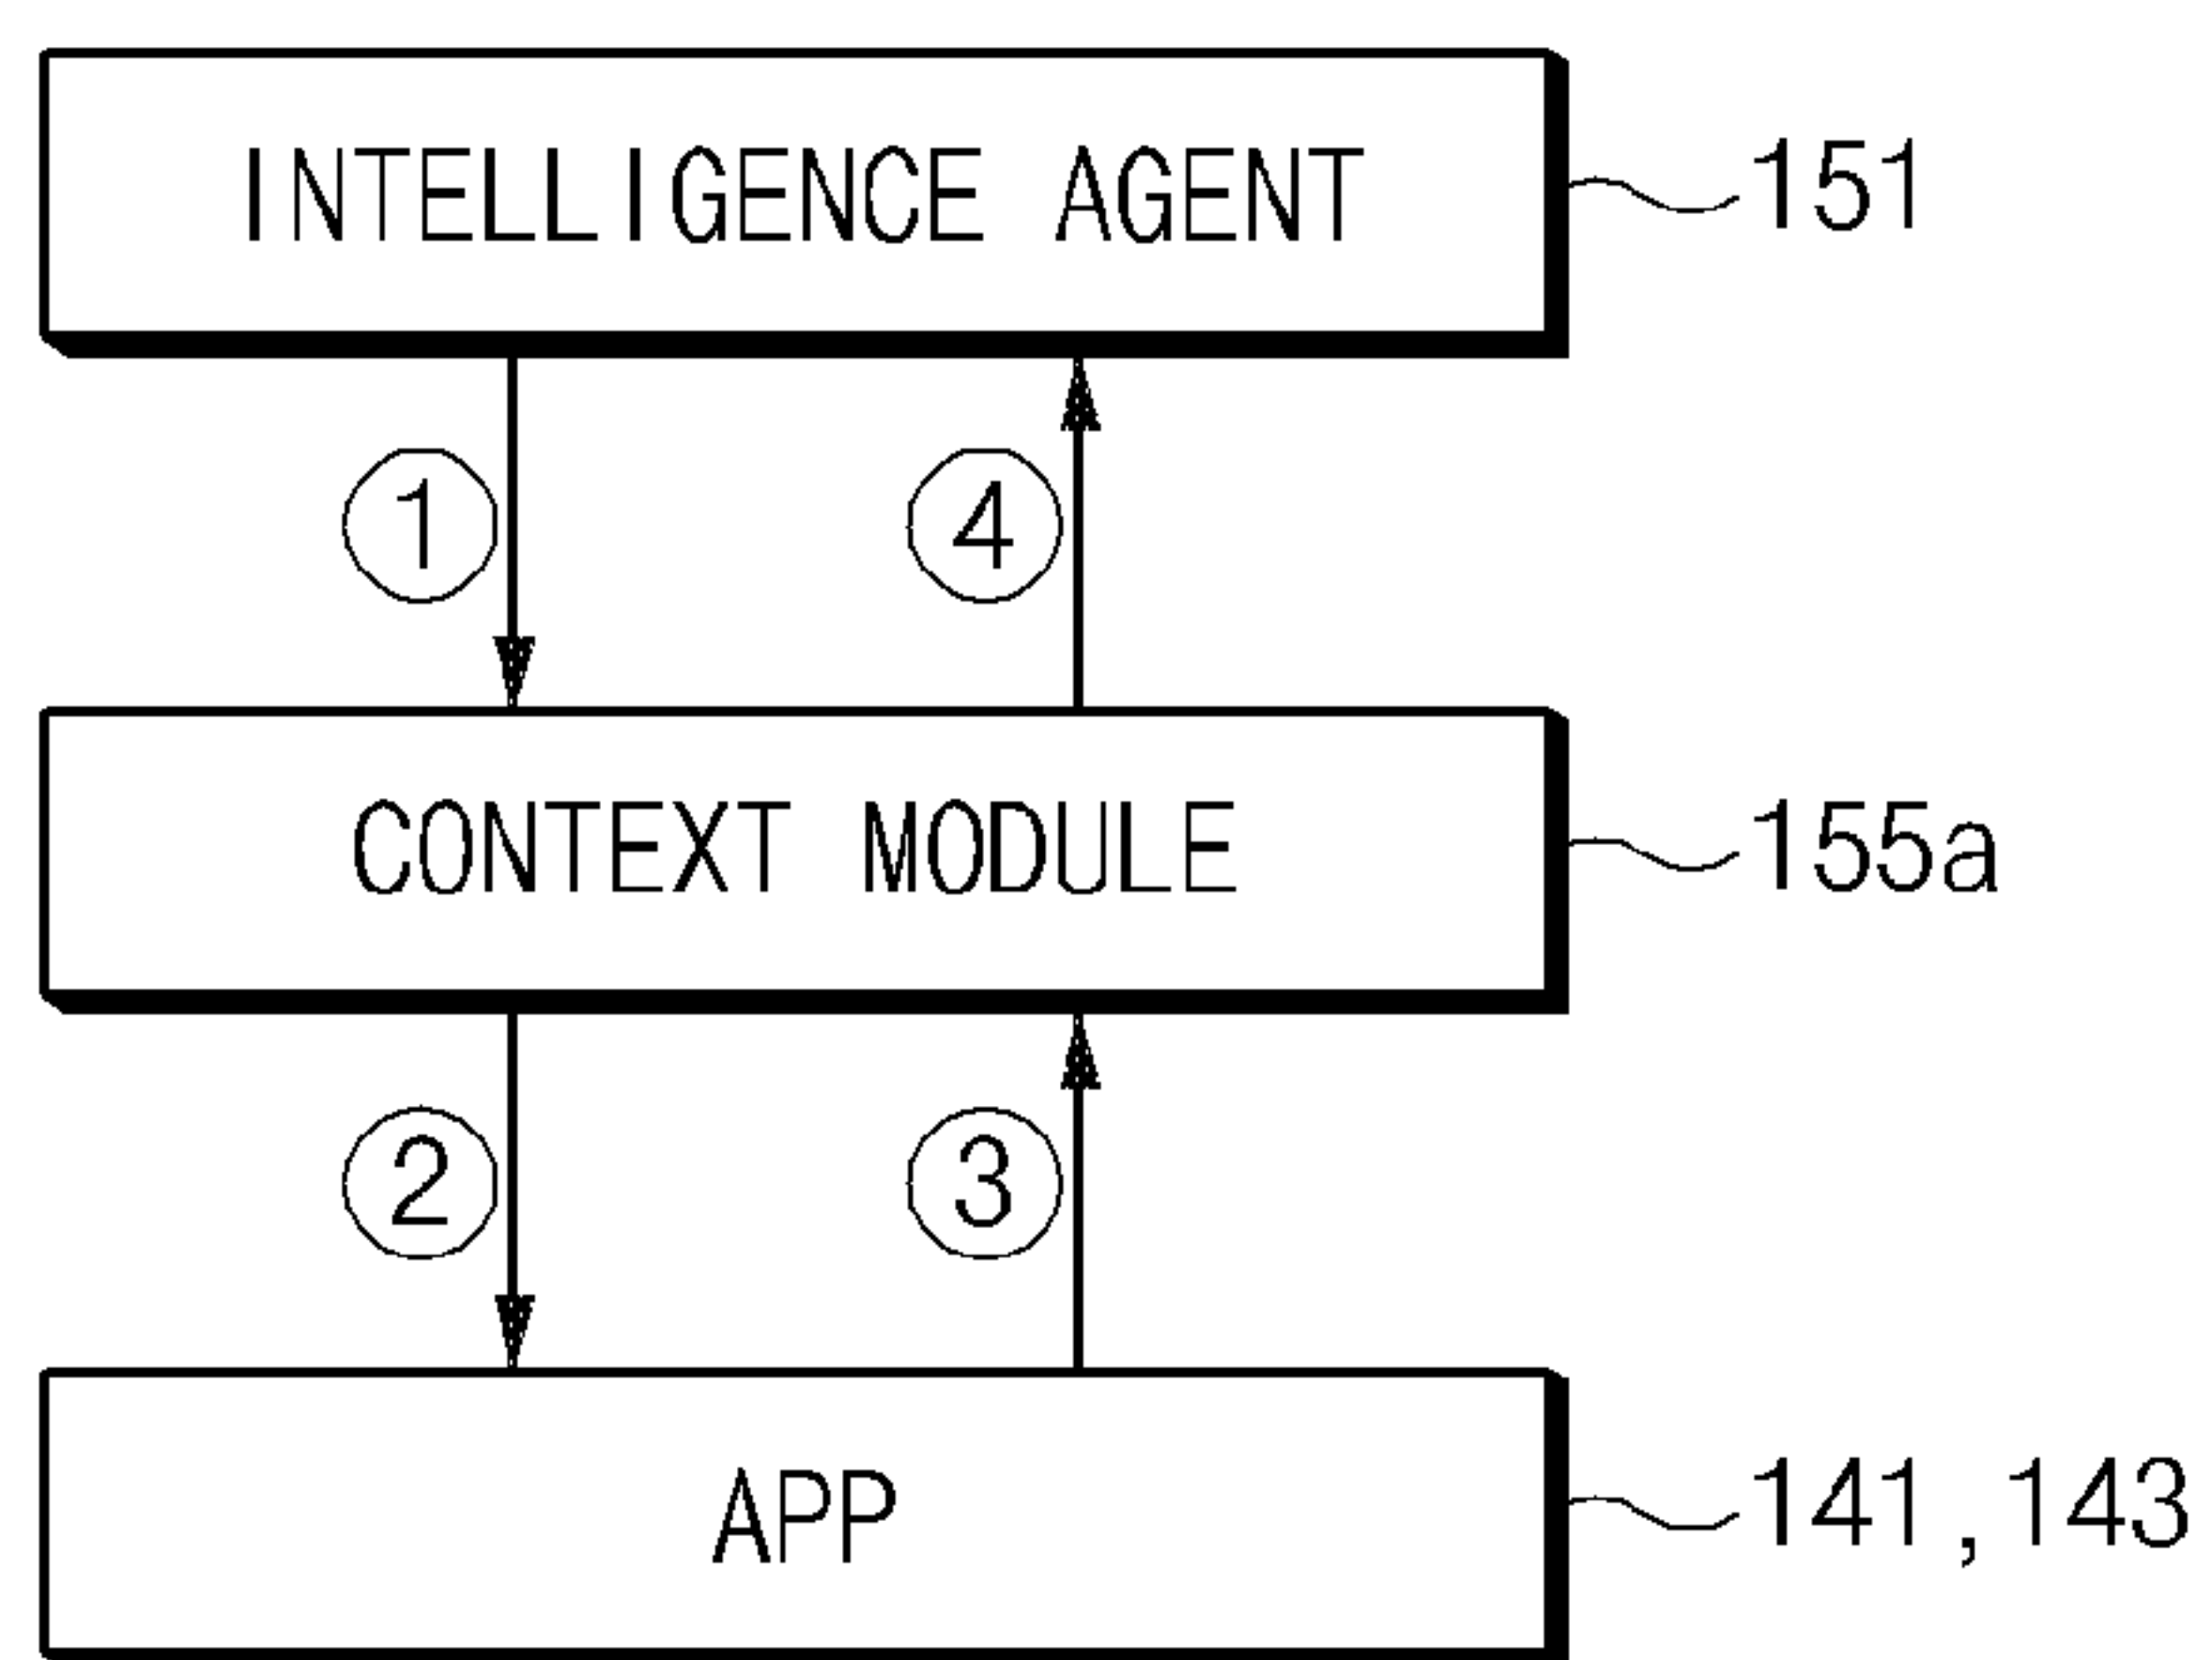 INTELLIGENCE AGENT 151
1 4
CONTEXT MODULE 155a
2 3
APP 141,143